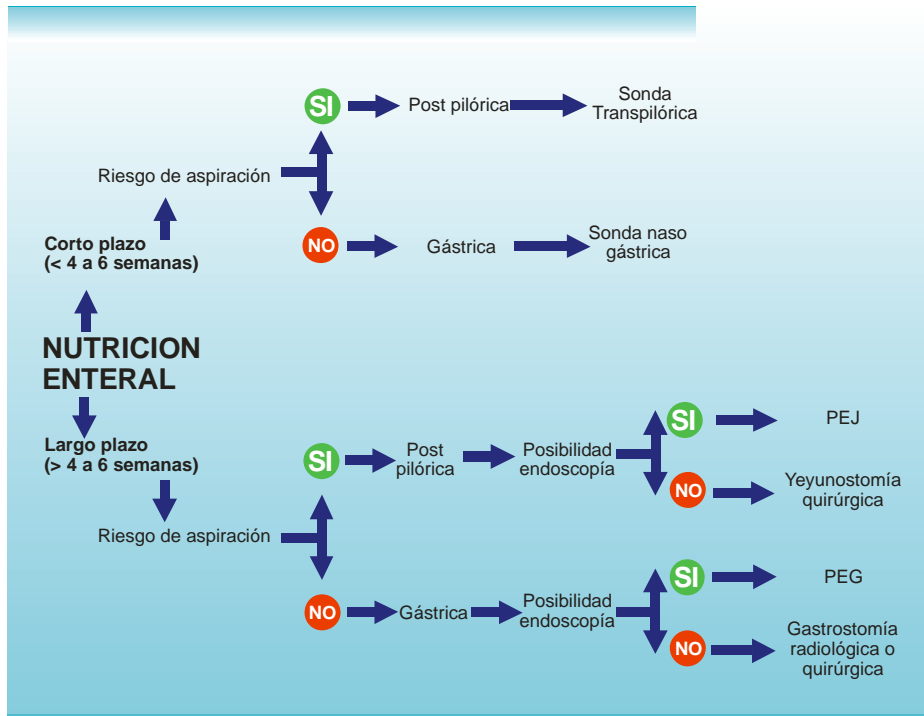 SI
Post pilórica
Sonda
Transpilórica
Riesgo de aspiración
NO
Gástrica
Sonda naso
gástrica
Corto plazo
(< 4 a 6 semanas)
NUTRICION
ENTERAL
Largo plazo
(> 4 a 6 semanas)
Riesgo de aspiración
SI
Post
pilórica
Posibilidad
endoscopía
SI
PEJ
NO
Yeyunostomía
quirúrgica
NO
Gástrica
Posibilidad
endoscopía
SI
PEG
NO
Gastrostomía
radiológica o
quirúrgica